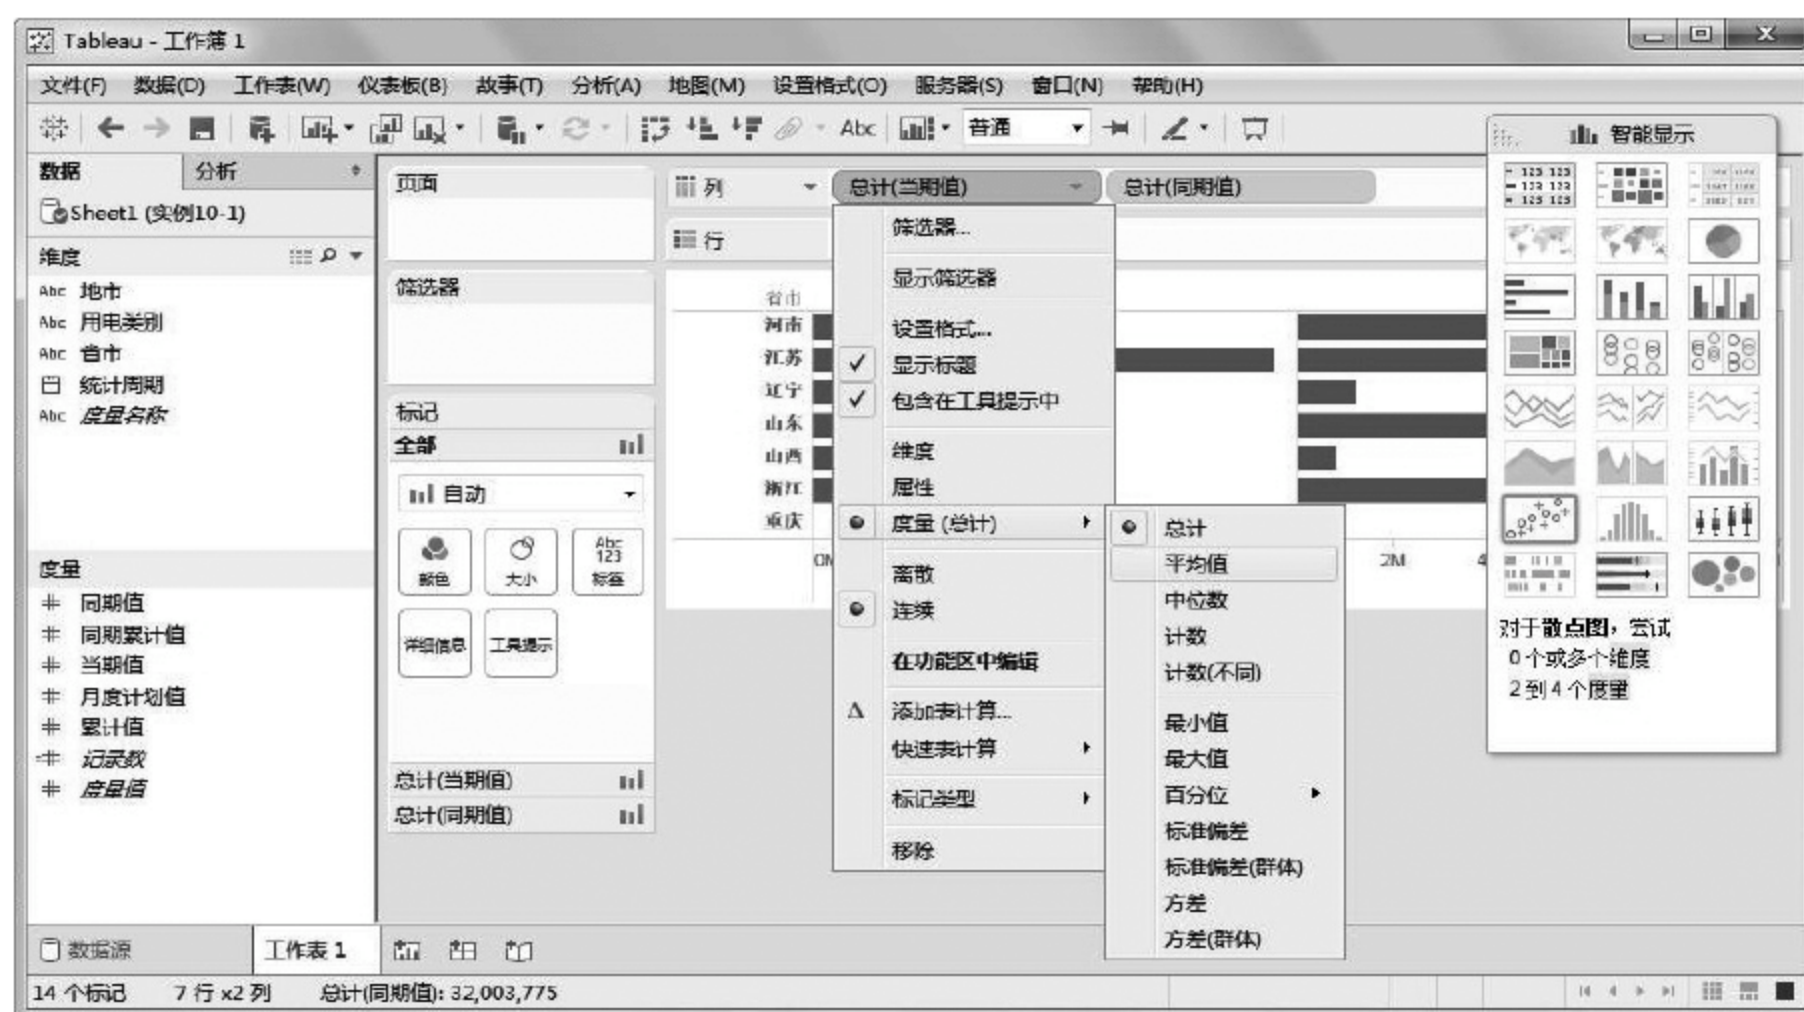 Tableau - 工作簿 1
文件(F) 数据(D) 工作表(W) 仪表板(B) 故事(T) 分析(A) 地图(M) 设置格式(O) 服务器(S) 窗口(N) 帮助(H)
Abc 普通
数据 分析
Sheet1 (实例10-1)
维度
Abc 地市
Abc 用电类别
Abc 省市
统计周期
Abc 度量名称
度量
同期值
同期累计值
当期值
月度计划值
累计值
记录数
度量值
页面
筛选器
标记
全部
自动
颜色 大小 Abc 123 标签
详细信息 工具提示
总计(当期值)
总计(同期值)
列 总计(当期值) 总计(同期值)
行
省市
河南
江苏
辽宁
山东
山西
浙江
重庆
2M
筛选器...
显示筛选器
设置格式...
显示标题
包含在工具提示中
维度
属性
度量 (总计)
离散
连续
在功能区中编辑
添加表计算...
快速表计算
标记类型
移除
总计
平均值
中位数
计数
计数(不同)
最小值
最大值
百分位
标准偏差
标准偏差(群体)
方差
方差(群体)
智能显示
对于散点图，尝试
0 个或多个维度
2 到 4 个度量
数据源 工作表 1
14 个标记 7 行 x2 列 总计(同期值): 32,003,775